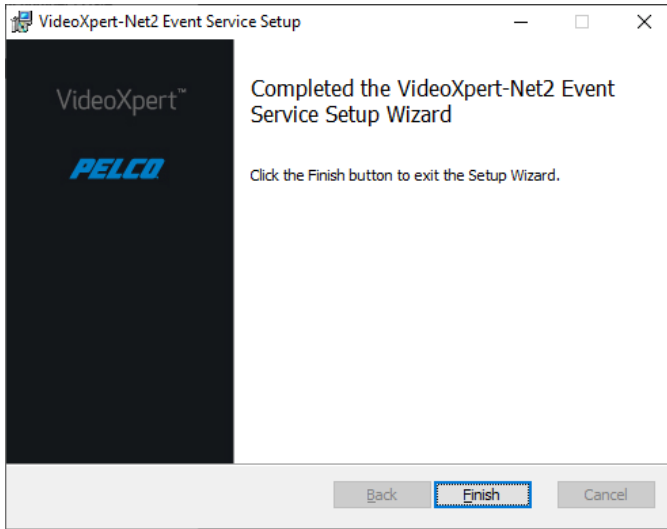 VideoXpert-Net2 Event Service Setup
VideoXpert™
PELCO
Completed the VideoXpert-Net2 Event
Service Setup Wizard
Click the Finish button to exit the Setup Wizard.
Back
Finish
Cancel